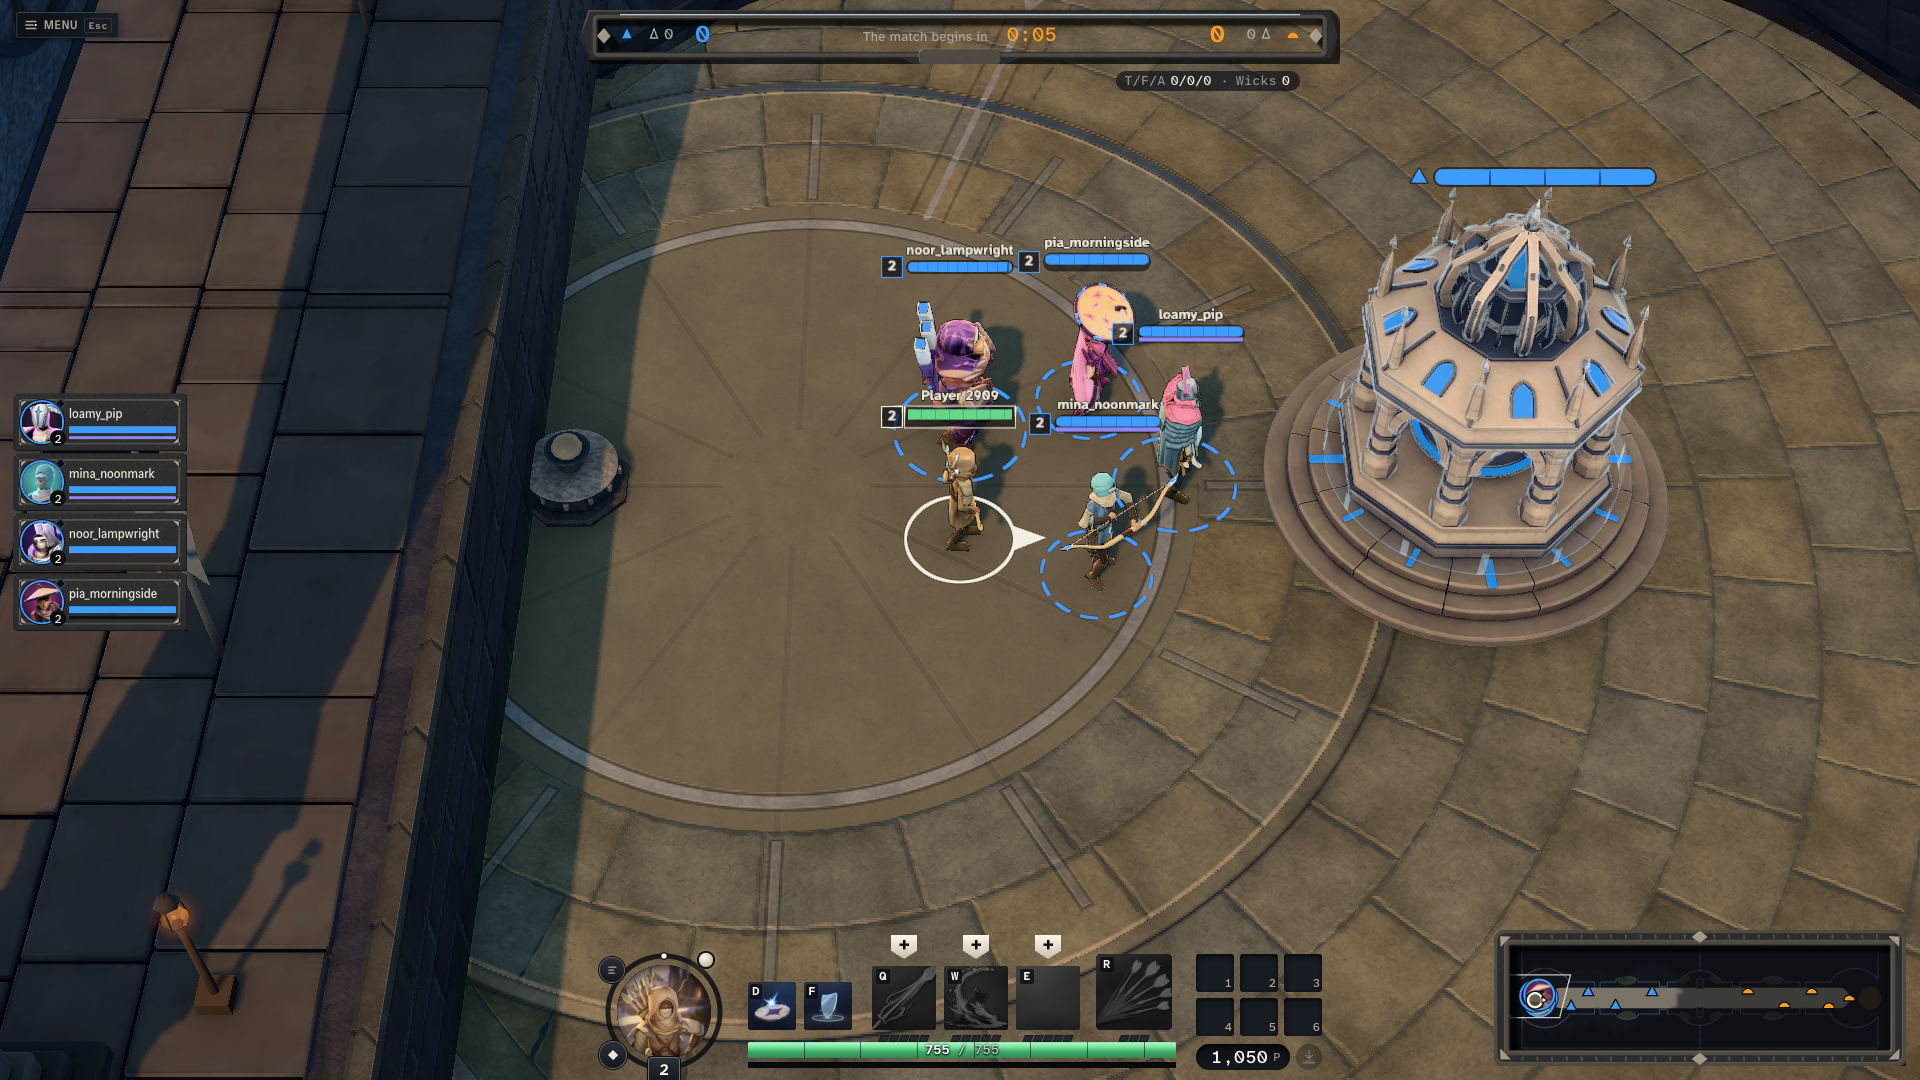 MENU Esc
0 0 The match begins in 0:05 0 0
T/F/A 0/0/0 · Wicks 0
noor_lampwright
2
pia_morningside
2
loamy_pip
2
Player 2909
2
mina_noonmark
2
loamy_pip
2
mina_noonmark
2
noor_lampwright
2
pia_morningside
2
D F Q W E R
+ + +
1 2 3
4 5 6
755 / 755
1,050 P
2